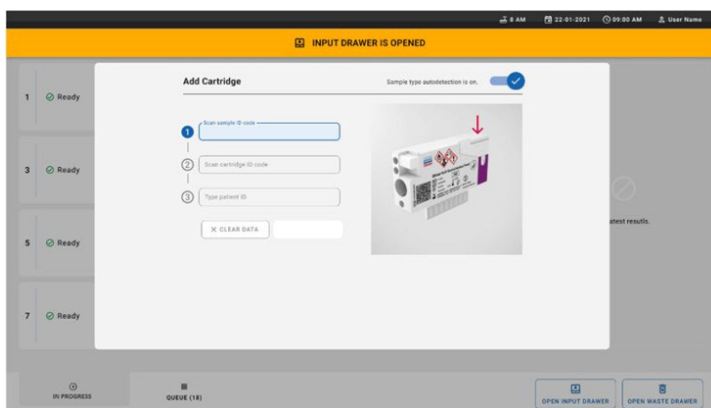 8 AM 22-01-2021 09:00 AM User Name
INPUT DRAWER IS OPENED
Add Cartridge
Sample type autodetection is on.
1 Ready
Scan sample ID code
1
2 Scan cartridge ID code
3 Ready
3 Type patient ID
CLEAR DATA
latest resutls.
5 Ready
7 Ready
IN PROGRESS
QUEUE (18)
OPEN INPUT DRAWER
OPEN WASTE DRAWER